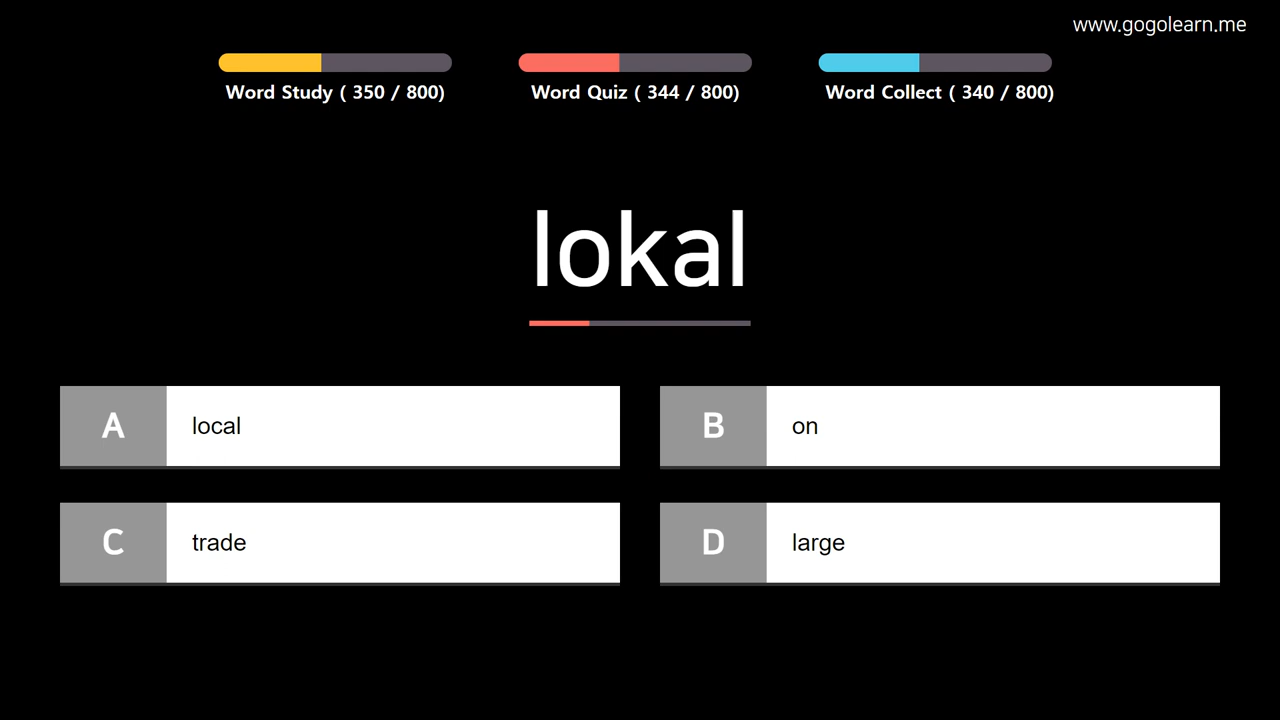 www.gogolearn.me
Word Study ( 350 / 800)
Word Quiz ( 344 / 800)
Word Collect ( 340 / 800)
lokal
A local
B on
C trade
D large